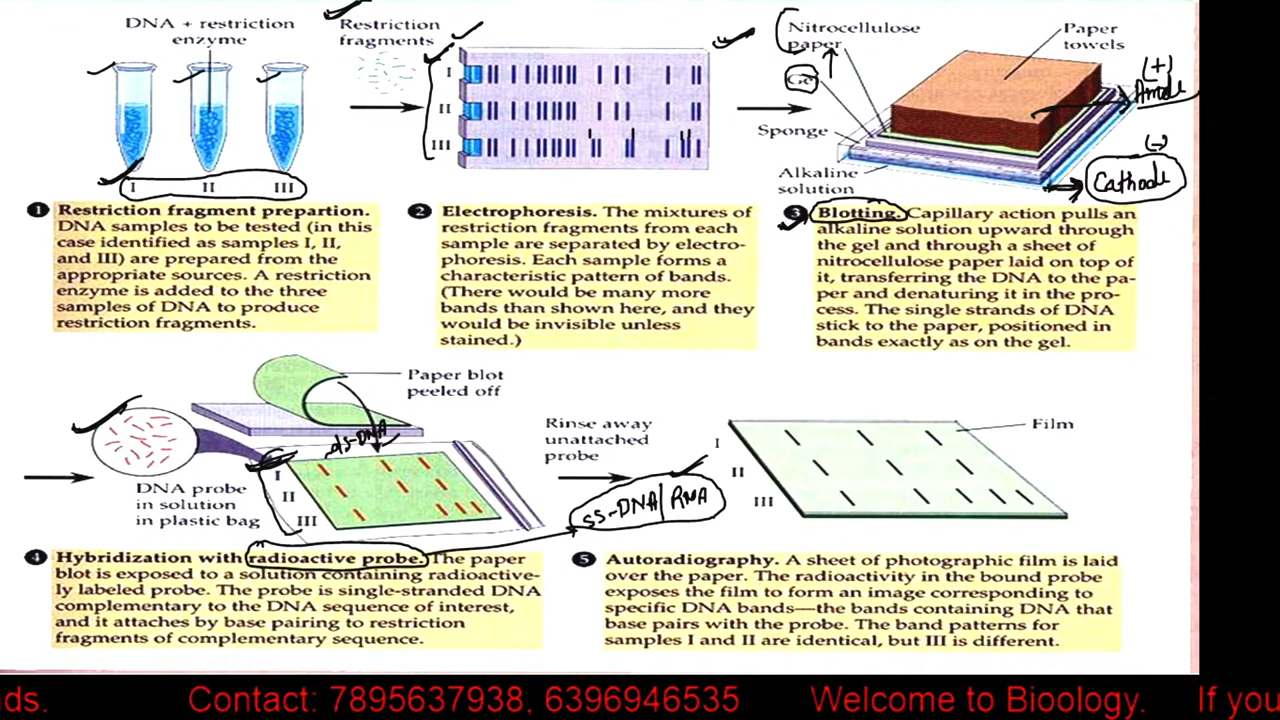 DNA + restriction
enzyme
I II III
Restriction
fragments
I
II
III
Nitrocellulose
paper
Paper
towels
(+)
Anode
Sponge
(-)
Cathode
Alkaline
solution
1 Restriction fragment prepartion.
DNA samples to be tested (in this
case identified as samples I, II,
and III) are prepared from the
appropriate sources. A restriction
enzyme is added to the three
samples of DNA to produce
restriction fragments.
2 Electrophoresis. The mixtures of
restriction fragments from each
sample are separated by electro-
phoresis. Each sample forms a
characteristic pattern of bands.
(There would be many more
bands than shown here, and they
would be invisible unless
stained.)
3 Blotting. Capillary action pulls an
alkaline solution upward through
the gel and through a sheet of
nitrocellulose paper laid on top of
it, transferring the DNA to the pa-
per and denaturing it in the pro-
cess. The single strands of DNA
stick to the paper, positioned in
bands exactly as on the gel.
Paper blot
peeled off
ds-DNA
DNA probe
in solution
in plastic bag
I
II
III
Rinse away
unattached
probe
ss-DNA/RNA
I
II
III
Film
4 Hybridization with radioactive probe. The paper
blot is exposed to a solution containing radioactive-
ly labeled probe. The probe is single-stranded DNA
complementary to the DNA sequence of interest,
and it attaches by base pairing to restriction
fragments of complementary sequence.
5 Autoradiography. A sheet of photographic film is laid
over the paper. The radioactivity in the bound probe
exposes the film to form an image corresponding to
specific DNA bands—the bands containing DNA that
base pairs with the probe. The band patterns for
samples I and II are identical, but III is different.
nds. Contact: 7895637938, 6396946535 Welcome to Bioology. If you